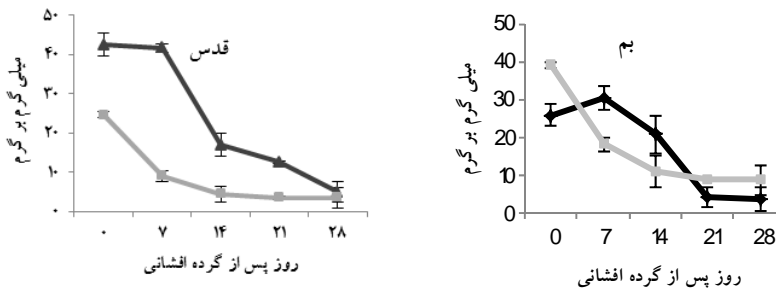 قدس
میلی گرم بر گرم
۵۰
۴۰
۳۰
۲۰
۱۰
۰
۰ ۷ ۱۴ ۲۱ ۲۸
روز پس از گرده افشانی
بم
میلی گرم بر گرم
50
40
30
20
10
0
0 7 14 21 28
روز پس از گرده افشانی